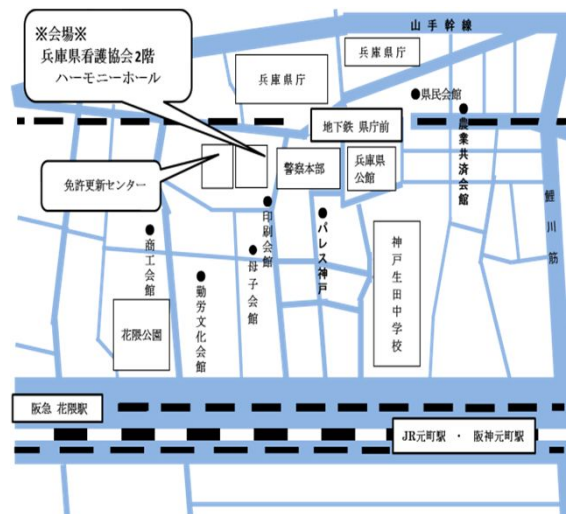 ※会場※
兵庫県看護協会2階
ハーモニーホール
山手幹線
兵庫県庁
兵庫県庁
●県民会館
地下鉄 県庁前
●農業共済会館
免許更新センター
警察本部
兵庫県
公館
鯉川筋
●印刷会館
●パレス神戸
●商工会館
●母子会館
神戸生田中学校
●勤労文化会館
花隈公園
阪急 花隈駅
JR元町駅 ・ 阪神元町駅